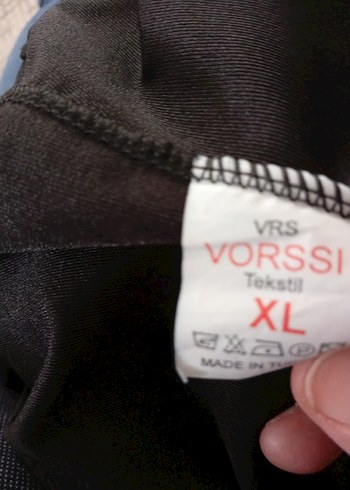 VRS
VORSSI
Tekstil
XL
MADE IN